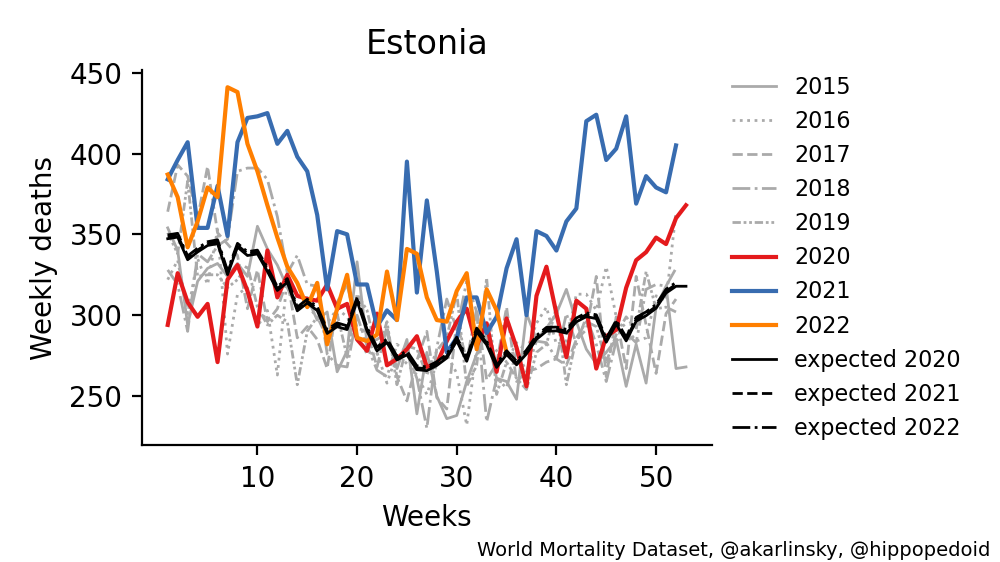 Estonia
Weekly deaths
450
400
350
300
250
10 20 30 40 50
Weeks
2015
2016
2017
2018
2019
2020
2021
2022
expected 2020
expected 2021
expected 2022
World Mortality Dataset, @akarlinsky, @hippopedoid